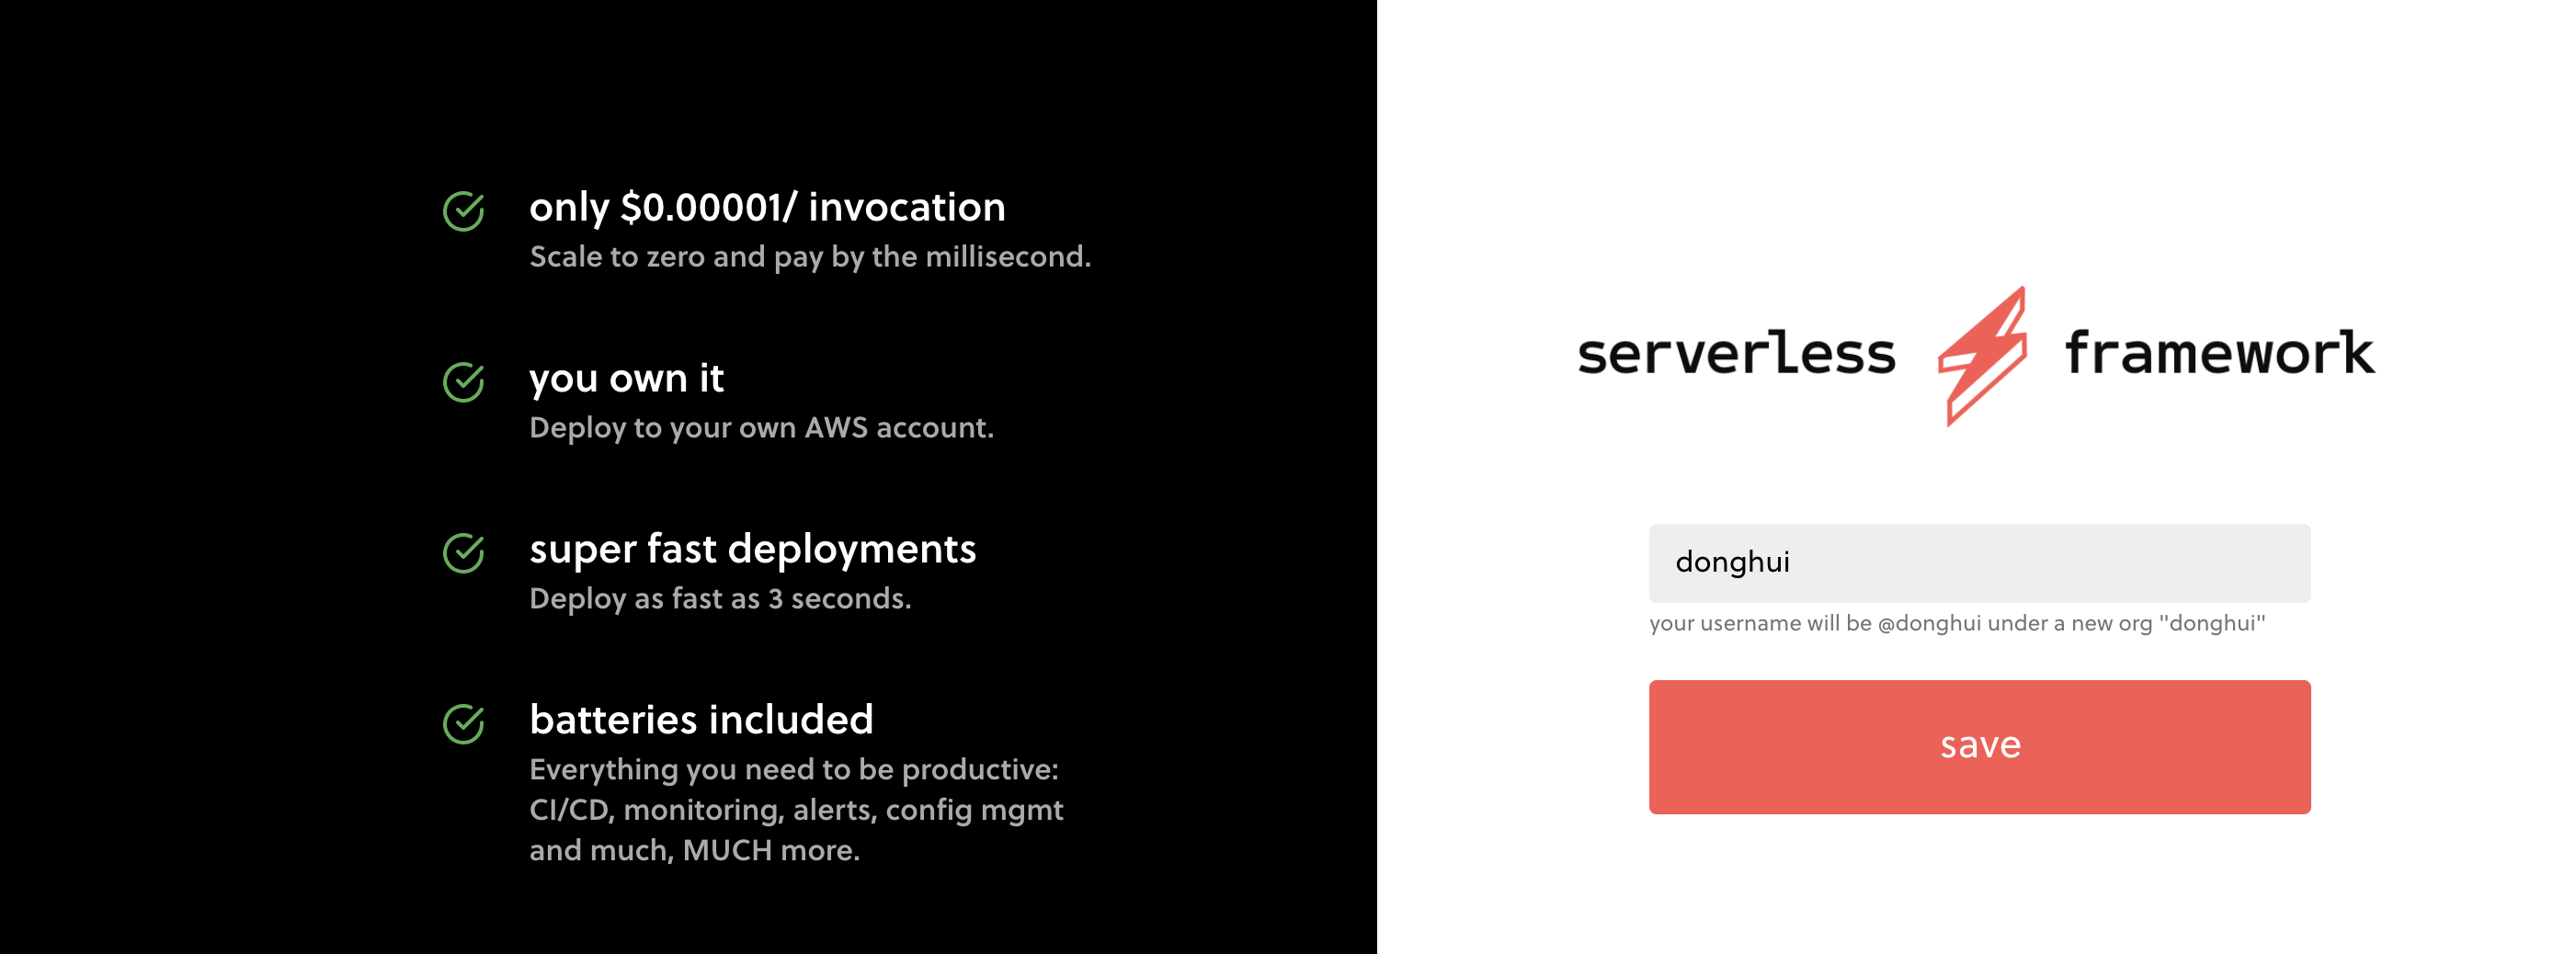 only $0.00001/ invocation
Scale to zero and pay by the millisecond.
you own it
Deploy to your own AWS account.
super fast deployments
Deploy as fast as 3 seconds.
batteries included
Everything you need to be productive:
CI/CD, monitoring, alerts, config mgmt
and much, MUCH more.
serverless framework
donghui
your username will be @donghui under a new org "donghui"
save